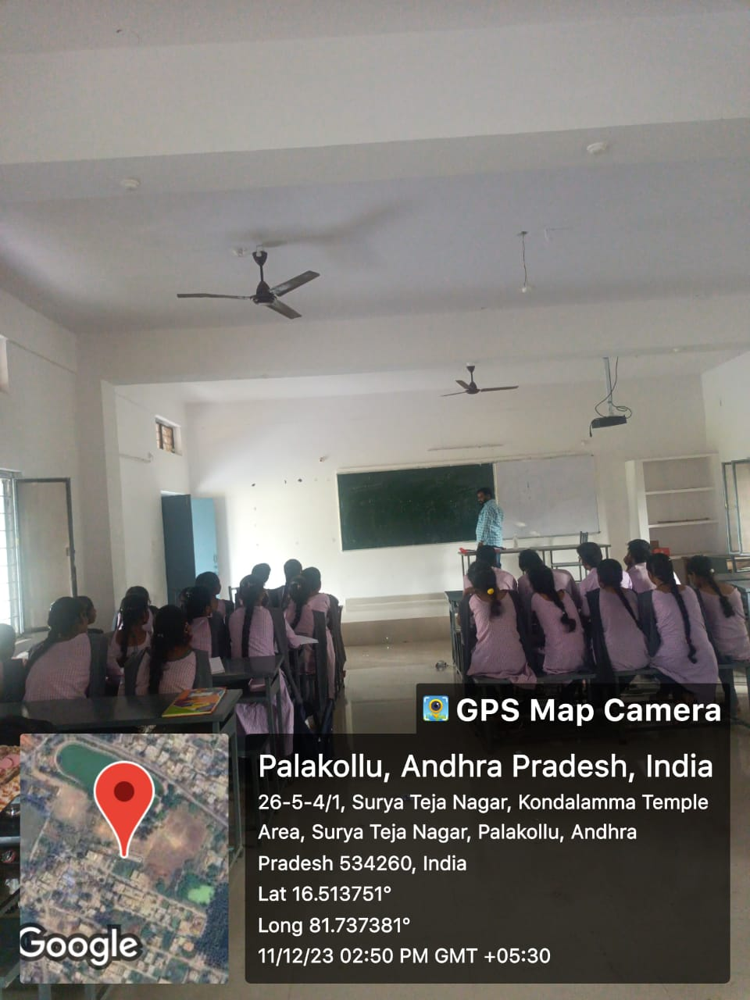 GPS Map Camera
Palakollu, Andhra Pradesh, India
26-5-4/1, Surya Teja Nagar, Kondalamma Temple
Area, Surya Teja Nagar, Palakollu, Andhra
Pradesh 534260, India
Lat 16.513751°
Long 81.737381°
11/12/23 02:50 PM GMT +05:30
Google